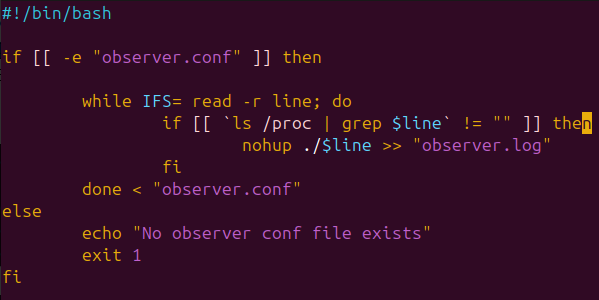 #!/bin/bash
if [[ -e "observer.conf" ]] then
while IFS= read -r line; do
if [[ `ls /proc | grep $line` != "" ]] then
nohup ./$line >> "observer.log"
fi
done < "observer.conf"
else
echo "No observer conf file exists"
exit 1
fi